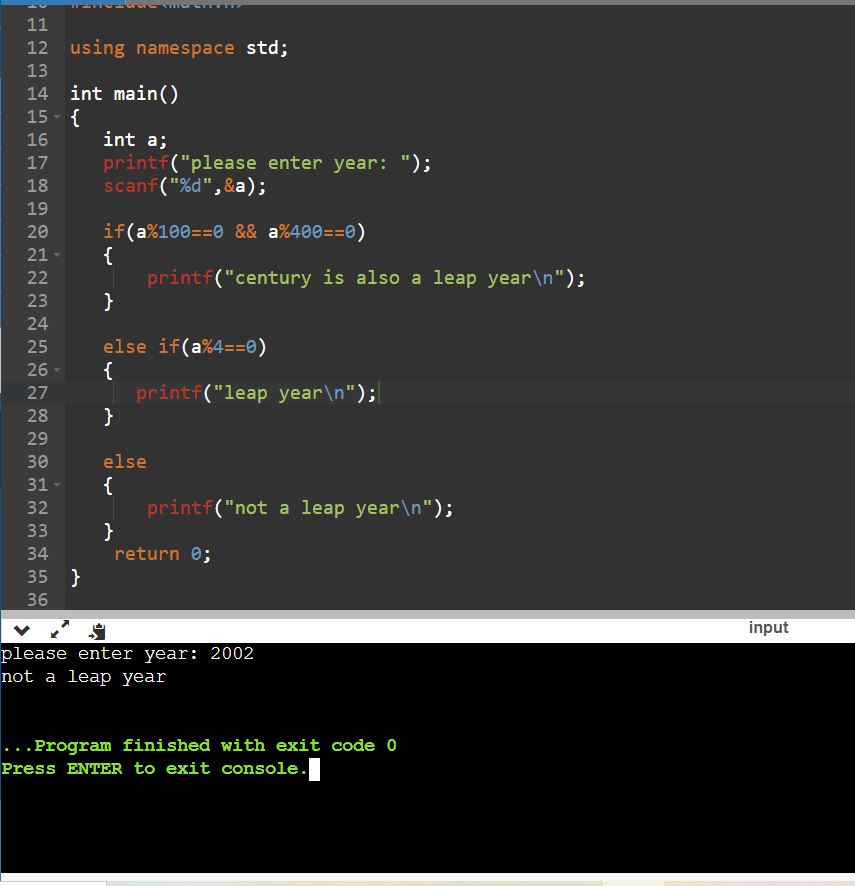 11
12 using namespace std;
13
14 int main()
15 {
16 int a;
17 printf("please enter year: ");
18 scanf("%d",&a);
19
20 if(a%100==0 && a%400==0)
21 {
22 printf("century is also a leap year\n");
23 }
24
25 else if(a%4==0)
26 {
27 printf("leap year\n");
28 }
29
30 else
31 {
32 printf("not a leap year\n");
33 }
34 return 0;
35 }
36
input
please enter year: 2002
not a leap year
...Program finished with exit code 0
Press ENTER to exit console.